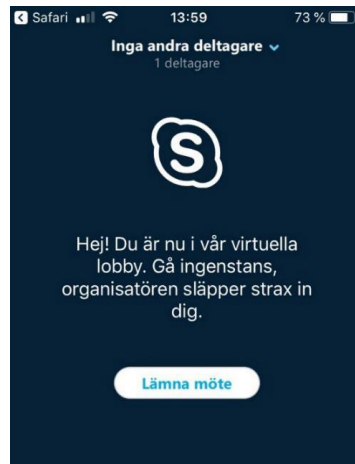 Safari 13:59 73 %
Inga andra deltagare
1 deltagare
S
Hej! Du är nu i vår virtuella
lobby. Gå ingenstans,
organisatören släpper strax in
dig.
Lämna möte